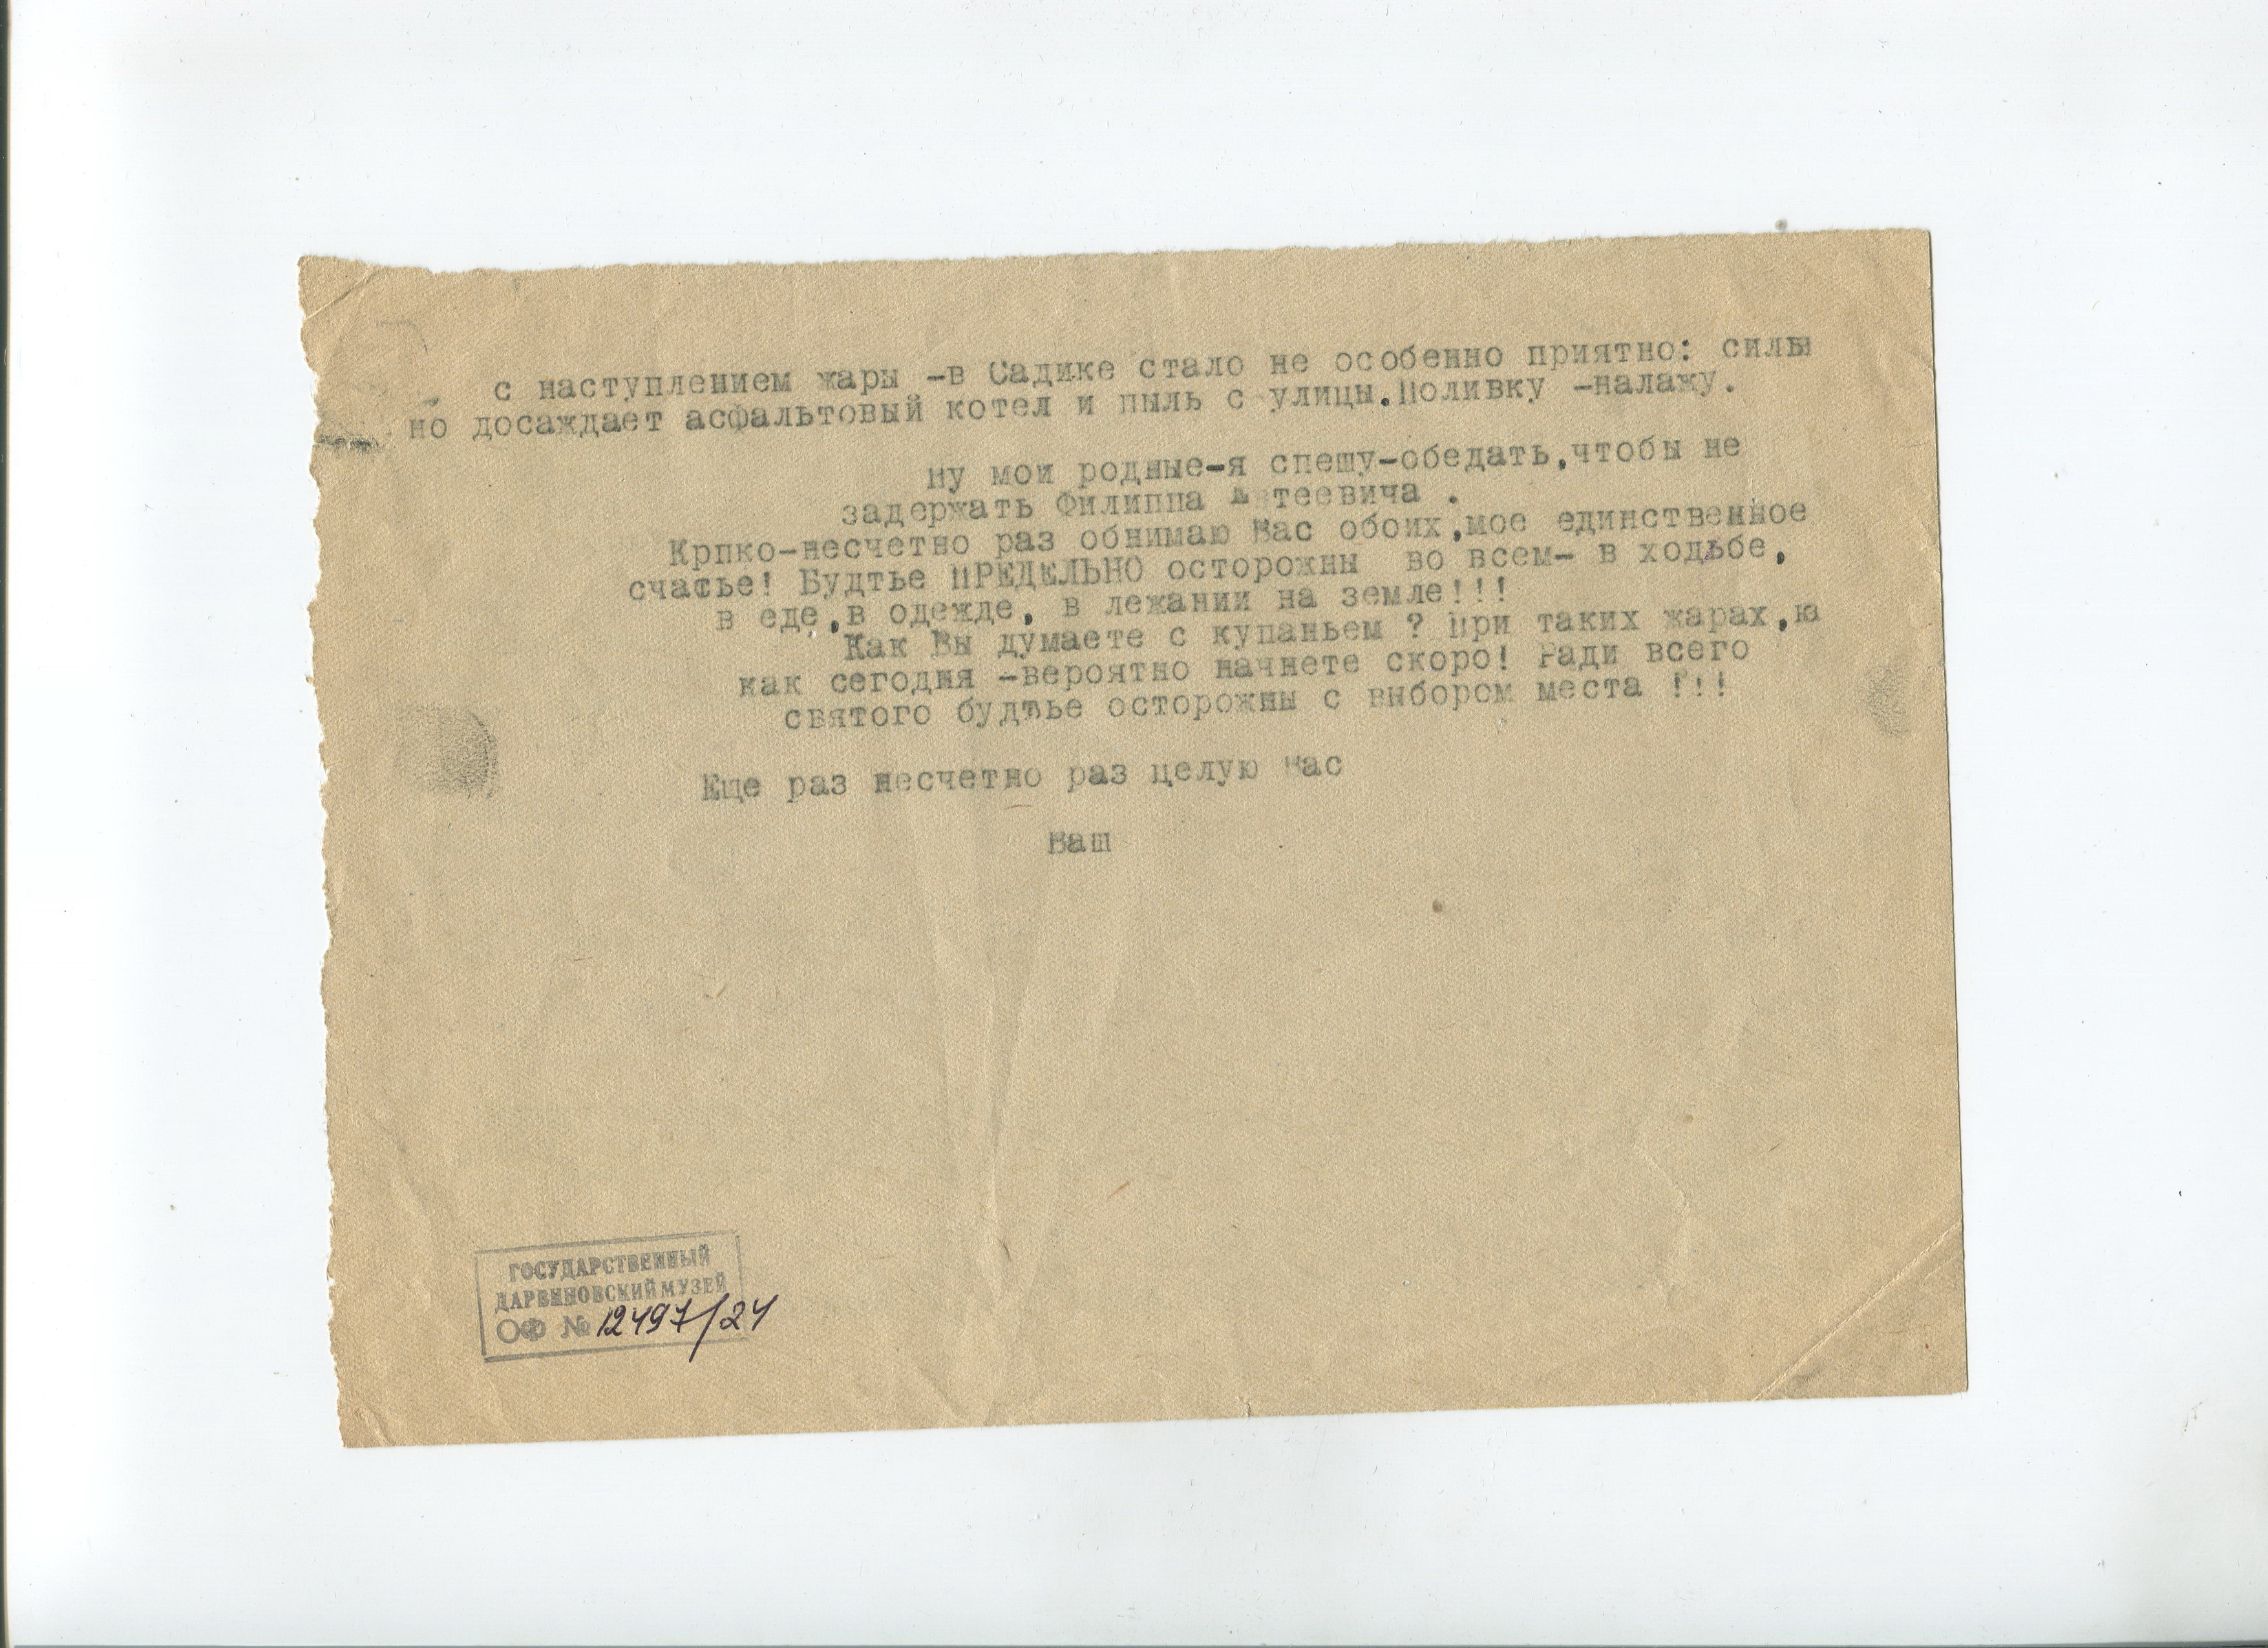 с наступлением жары -в Садике стало не особенно приятно: сильн
но досаждает асфальтовый котел и пыль с улицы.Поливку -налажу.
Ну мои родные-я спешу-обедать,чтобы не
задержать Филиппа
Крпко-несчетно раз обнимаю Вас обоих,мое единственное
счастье! Будтье ПРЕДЕЛЬНО осторожны во всем- в ходьбе,
в еде,в одежде, в лежании на земле!!!
Как Вы думаете с купаньем ? При таких жарах,
как сегодня -вероятно начнете скоро! Ради всего
святого будтье осторожны с выбором места !!!
Еще раз несчетно раз целую Вас
Ваш
ГОСУДАРСТВЕННЫЙ
ДАРВИНОВСКИЙ МУЗЕЙ
ОФ № 12497/24